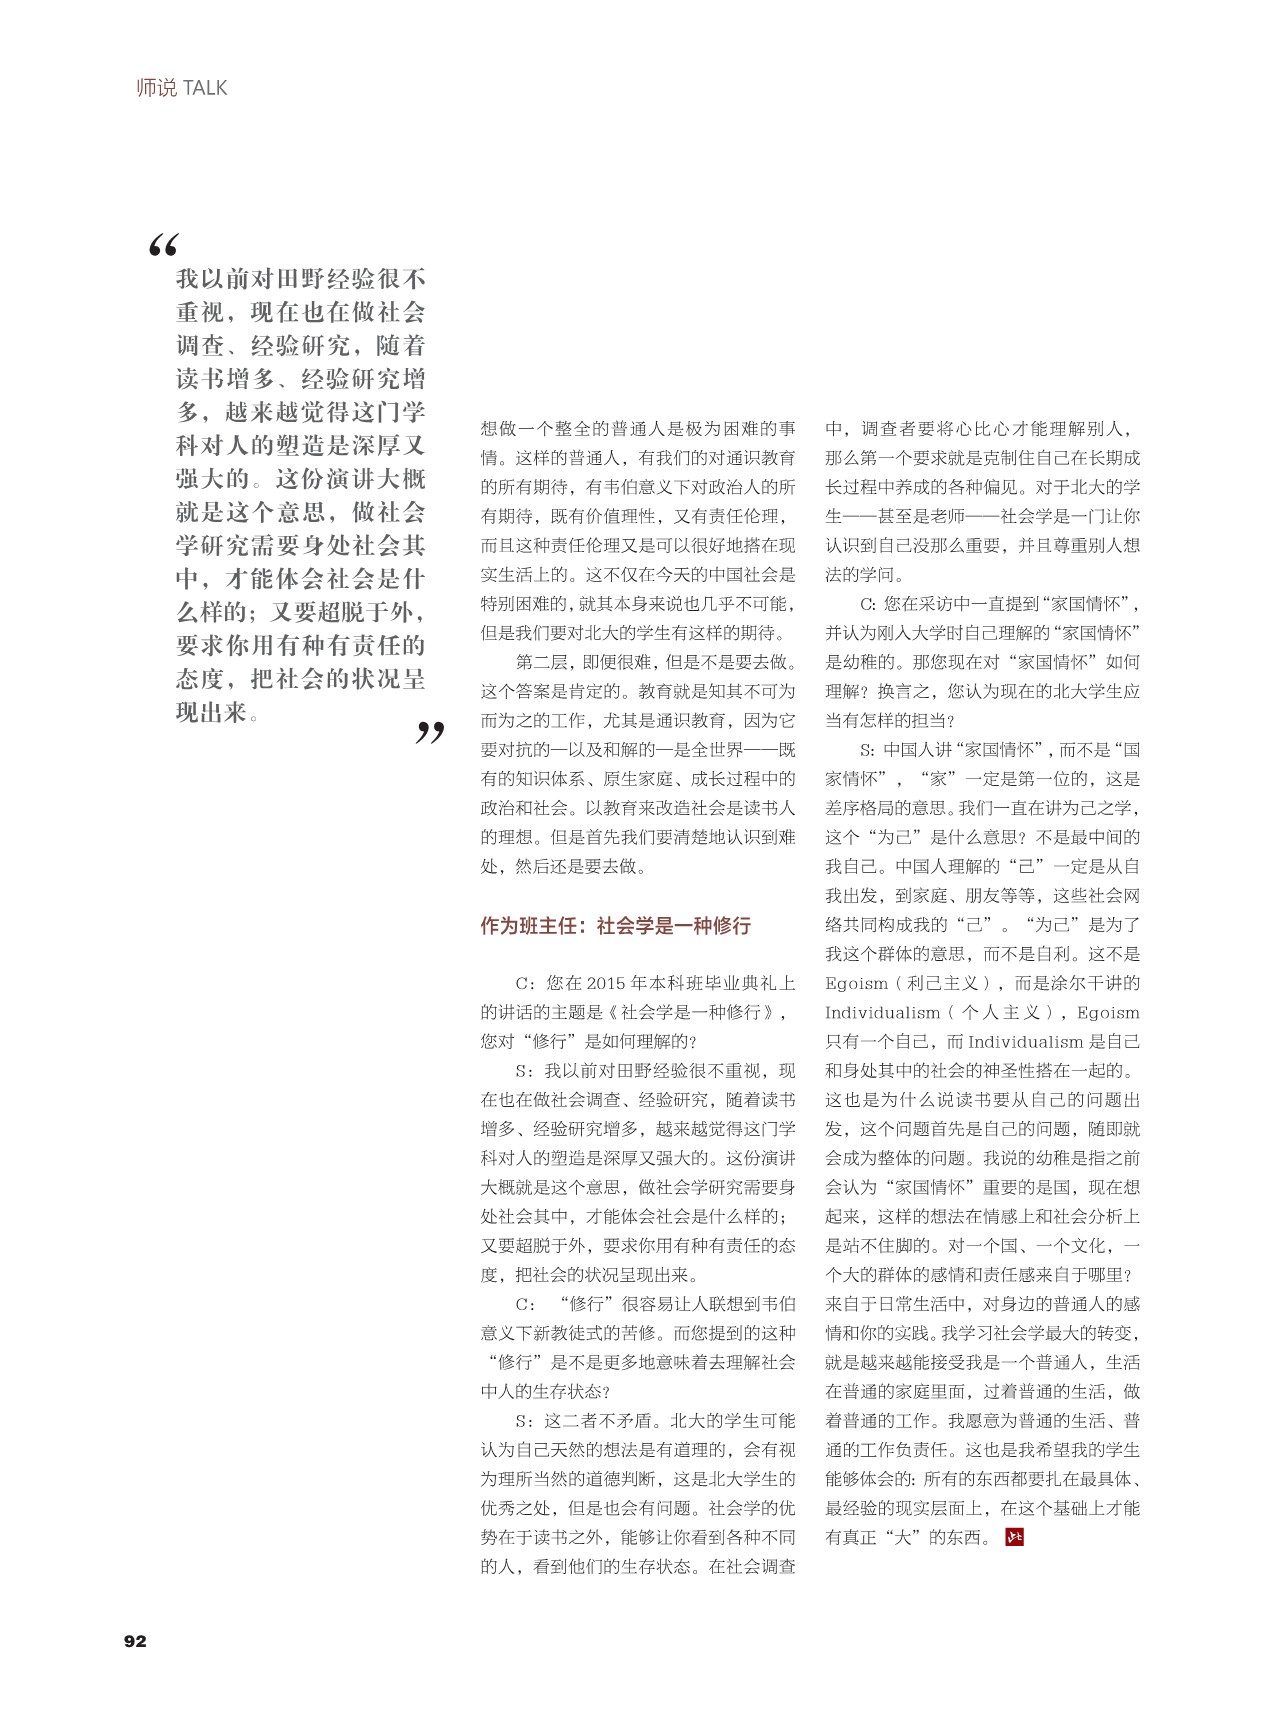 师说 TALK
“
我以前对田野经验很不
重视，现在也在做社会
调查、经验研究，随着
读书增多、经验研究增
多，越来越觉得这门学
科对人的塑造是深厚又
强大的。这份演讲大概
就是这个意思，做社会
学研究需要身处社会其
中，才能体会社会是什
么样的；又要超脱于外，
要求你用有种有责任的
态度，把社会的状况呈
现出来。
”
想做一个整全的普通人是极为困难的事
情。这样的普通人，有我们的对通识教育
的所有期待，有韦伯意义下对政治人的所
有期待，既有价值理性，又有责任伦理，
而且这种责任伦理又是可以很好地搭在现
实生活上的。这不仅在今天的中国社会是
特别困难的，就其本身来说也几乎不可能，
但是我们要对北大的学生有这样的期待。
第二层，即便很难，但是不是要去做。
这个答案是肯定的。教育就是知其不可为
而为之的工作，尤其是通识教育，因为它
要对抗的—以及和解的—是全世界——既
有的知识体系、原生家庭、成长过程中的
政治和社会。以教育来改造社会是读书人
的理想。但是首先我们要清楚地认识到难
处，然后还是要去做。
作为班主任：社会学是一种修行
C：您在 2015 年本科班毕业典礼上
的讲话的主题是《社会学是一种修行》，
您对“修行”是如何理解的？
S：我以前对田野经验很不重视，现
在也在做社会调查、经验研究，随着读书
增多、经验研究增多，越来越觉得这门学
科对人的塑造是深厚又强大的。这份演讲
大概就是这个意思，做社会学研究需要身
处社会其中，才能体会社会是什么样的；
又要超脱于外，要求你用有种有责任的态
度，把社会的状况呈现出来。
C：“修行”很容易让人联想到韦伯
意义下新教徒式的苦修。而您提到的这种
“修行”是不是更多地意味着去理解社会
中人的生存状态？
S：这二者不矛盾。北大的学生可能
认为自己天然的想法是有道理的，会有视
为理所当然的道德判断，这是北大学生的
优秀之处，但是也会有问题。社会学的优
势在于读书之外，能够让你看到各种不同
的人，看到他们的生存状态。在社会调查
中，调查者要将心比心才能理解别人，
那么第一个要求就是克制住自己在长期成
长过程中养成的各种偏见。对于北大的学
生——甚至是老师——社会学是一门让你
认识到自己没那么重要，并且尊重别人想
法的学问。
C：您在采访中一直提到“家国情怀”，
并认为刚入大学时自己理解的“家国情怀”
是幼稚的。那您现在对“家国情怀”如何
理解？换言之，您认为现在的北大学生应
当有怎样的担当？
S：中国人讲“家国情怀”，而不是“国
家情怀”，“家”一定是第一位的，这是
差序格局的意思。我们一直在讲为己之学，
这个“为己”是什么意思？不是最中间的
我自己。中国人理解的“己”一定是从自
我出发，到家庭、朋友等等，这些社会网
络共同构成我的“己”。“为己”是为了
我这个群体的意思，而不是自利。这不是
Egoism（利己主义），而是涂尔干讲的
Individualism（个人主义），Egoism
只有一个自己，而 Individualism 是自己
和身处其中的社会的神圣性搭在一起的。
这也是为什么说读书要从自己的问题出
发，这个问题首先是自己的问题，随即就
会成为整体的问题。我说的幼稚是指之前
会认为“家国情怀”重要的是国，现在想
起来，这样的想法在情感上和社会分析上
是站不住脚的。对一个国、一个文化，一
个大的群体的感情和责任感来自于哪里？
来自于日常生活中，对身边的普通人的感
情和你的实践。我学习社会学最大的转变，
就是越来越能接受我是一个普通人，生活
在普通的家庭里面，过着普通的生活，做
着普通的工作。我愿意为普通的生活、普
通的工作负责任。这也是我希望我的学生
能够体会的：所有的东西都要扎在最具体、
最经验的现实层面上，在这个基础上才能
有真正“大”的东西。
92